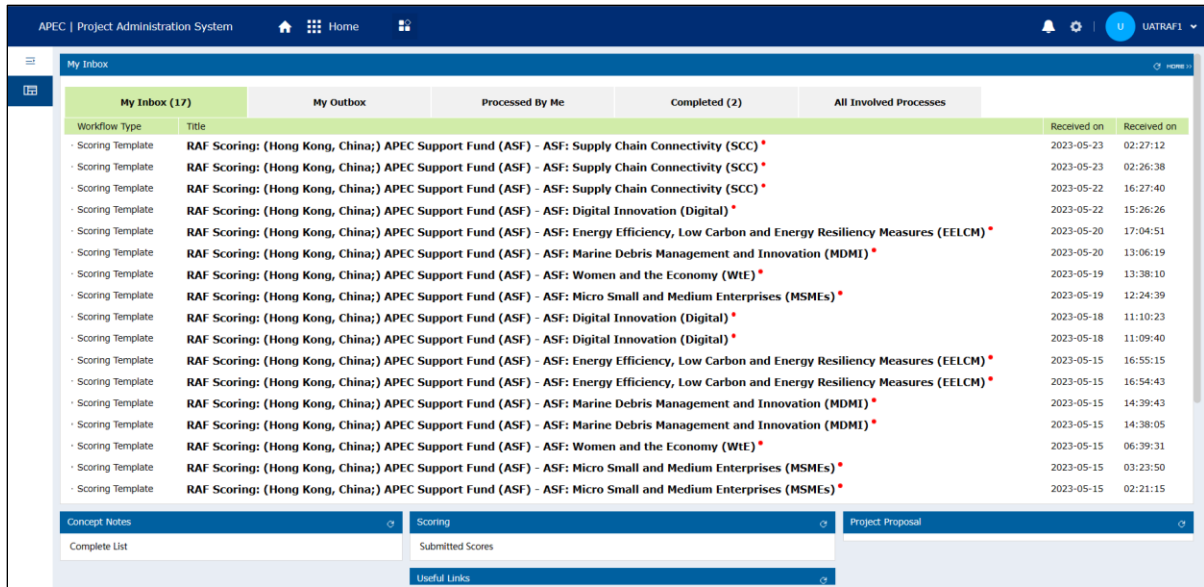 APEC | Project Administration System Home U UATRAF1
My Inbox HOME >>
My Inbox (17) My Outbox Processed By Me Completed (2) All Involved Processes
Workflow Type Title Received on Received on
· Scoring Template RAF Scoring: (Hong Kong, China;) APEC Support Fund (ASF) - ASF: Supply Chain Connectivity (SCC) 2023-05-23 02:27:12
· Scoring Template RAF Scoring: (Hong Kong, China;) APEC Support Fund (ASF) - ASF: Supply Chain Connectivity (SCC) 2023-05-23 02:26:38
· Scoring Template RAF Scoring: (Hong Kong, China;) APEC Support Fund (ASF) - ASF: Supply Chain Connectivity (SCC) 2023-05-22 16:27:40
· Scoring Template RAF Scoring: (Hong Kong, China;) APEC Support Fund (ASF) - ASF: Digital Innovation (Digital) 2023-05-22 15:26:26
· Scoring Template RAF Scoring: (Hong Kong, China;) APEC Support Fund (ASF) - ASF: Energy Efficiency, Low Carbon and Energy Resiliency Measures (EELCM) 2023-05-20 17:04:51
· Scoring Template RAF Scoring: (Hong Kong, China;) APEC Support Fund (ASF) - ASF: Marine Debris Management and Innovation (MDMI) 2023-05-20 13:06:19
· Scoring Template RAF Scoring: (Hong Kong, China;) APEC Support Fund (ASF) - ASF: Women and the Economy (WtE) 2023-05-19 13:38:10
· Scoring Template RAF Scoring: (Hong Kong, China;) APEC Support Fund (ASF) - ASF: Micro Small and Medium Enterprises (MSMEs) 2023-05-19 12:24:39
· Scoring Template RAF Scoring: (Hong Kong, China;) APEC Support Fund (ASF) - ASF: Digital Innovation (Digital) 2023-05-18 11:10:23
· Scoring Template RAF Scoring: (Hong Kong, China;) APEC Support Fund (ASF) - ASF: Digital Innovation (Digital) 2023-05-18 11:09:40
· Scoring Template RAF Scoring: (Hong Kong, China;) APEC Support Fund (ASF) - ASF: Energy Efficiency, Low Carbon and Energy Resiliency Measures (EELCM) 2023-05-15 16:55:15
· Scoring Template RAF Scoring: (Hong Kong, China;) APEC Support Fund (ASF) - ASF: Energy Efficiency, Low Carbon and Energy Resiliency Measures (EELCM) 2023-05-15 16:54:43
· Scoring Template RAF Scoring: (Hong Kong, China;) APEC Support Fund (ASF) - ASF: Marine Debris Management and Innovation (MDMI) 2023-05-15 14:39:43
· Scoring Template RAF Scoring: (Hong Kong, China;) APEC Support Fund (ASF) - ASF: Marine Debris Management and Innovation (MDMI) 2023-05-15 14:38:05
· Scoring Template RAF Scoring: (Hong Kong, China;) APEC Support Fund (ASF) - ASF: Women and the Economy (WtE) 2023-05-15 06:39:31
· Scoring Template RAF Scoring: (Hong Kong, China;) APEC Support Fund (ASF) - ASF: Micro Small and Medium Enterprises (MSMEs) 2023-05-15 03:23:50
· Scoring Template RAF Scoring: (Hong Kong, China;) APEC Support Fund (ASF) - ASF: Micro Small and Medium Enterprises (MSMEs) 2023-05-15 02:21:15
Concept Notes Scoring Project Proposal
Complete List Submitted Scores
Useful Links